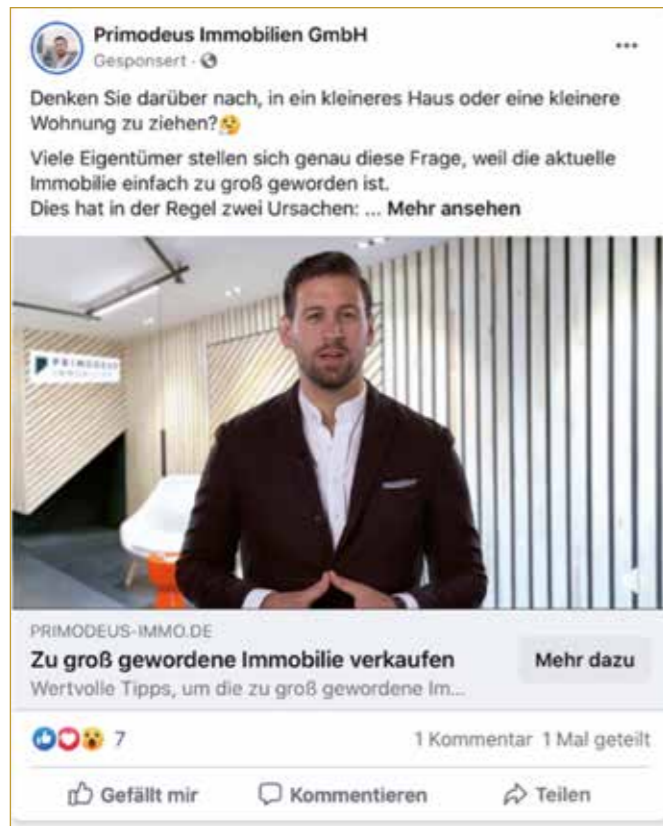 Primodeus Immobilien GmbH
Gesponsert ·
Denken Sie darüber nach, in ein kleineres Haus oder eine kleinere
Wohnung zu ziehen?🤔
Viele Eigentümer stellen sich genau diese Frage, weil die aktuelle
Immobilie einfach zu groß geworden ist.
Dies hat in der Regel zwei Ursachen: ... Mehr ansehen
PRIMODEUS
IMMOBILIEN
PRIMODEUS-IMMO.DE
Zu groß gewordene Immobilie verkaufen
Mehr dazu
Wertvolle Tipps, um die zu groß gewordene Im...
7
1 Kommentar 1 Mal geteilt
Gefällt mir
Kommentieren
Teilen